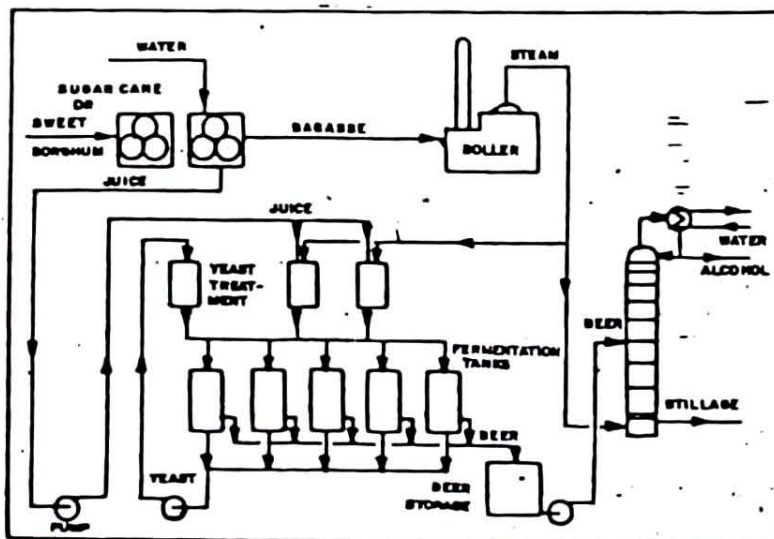 WATER
STEAM
SUGAR CANE
OR
SWEET
SORGHUM
BAGASSE
BOILER
JUICE
JUICE
WATER
ALCOHOL
YEAST
TREAT-
MENT
BEER
FERMENTATION
TANKS
STILLAGE
BEER
YEAST
BEER
STORAGE
PUMP